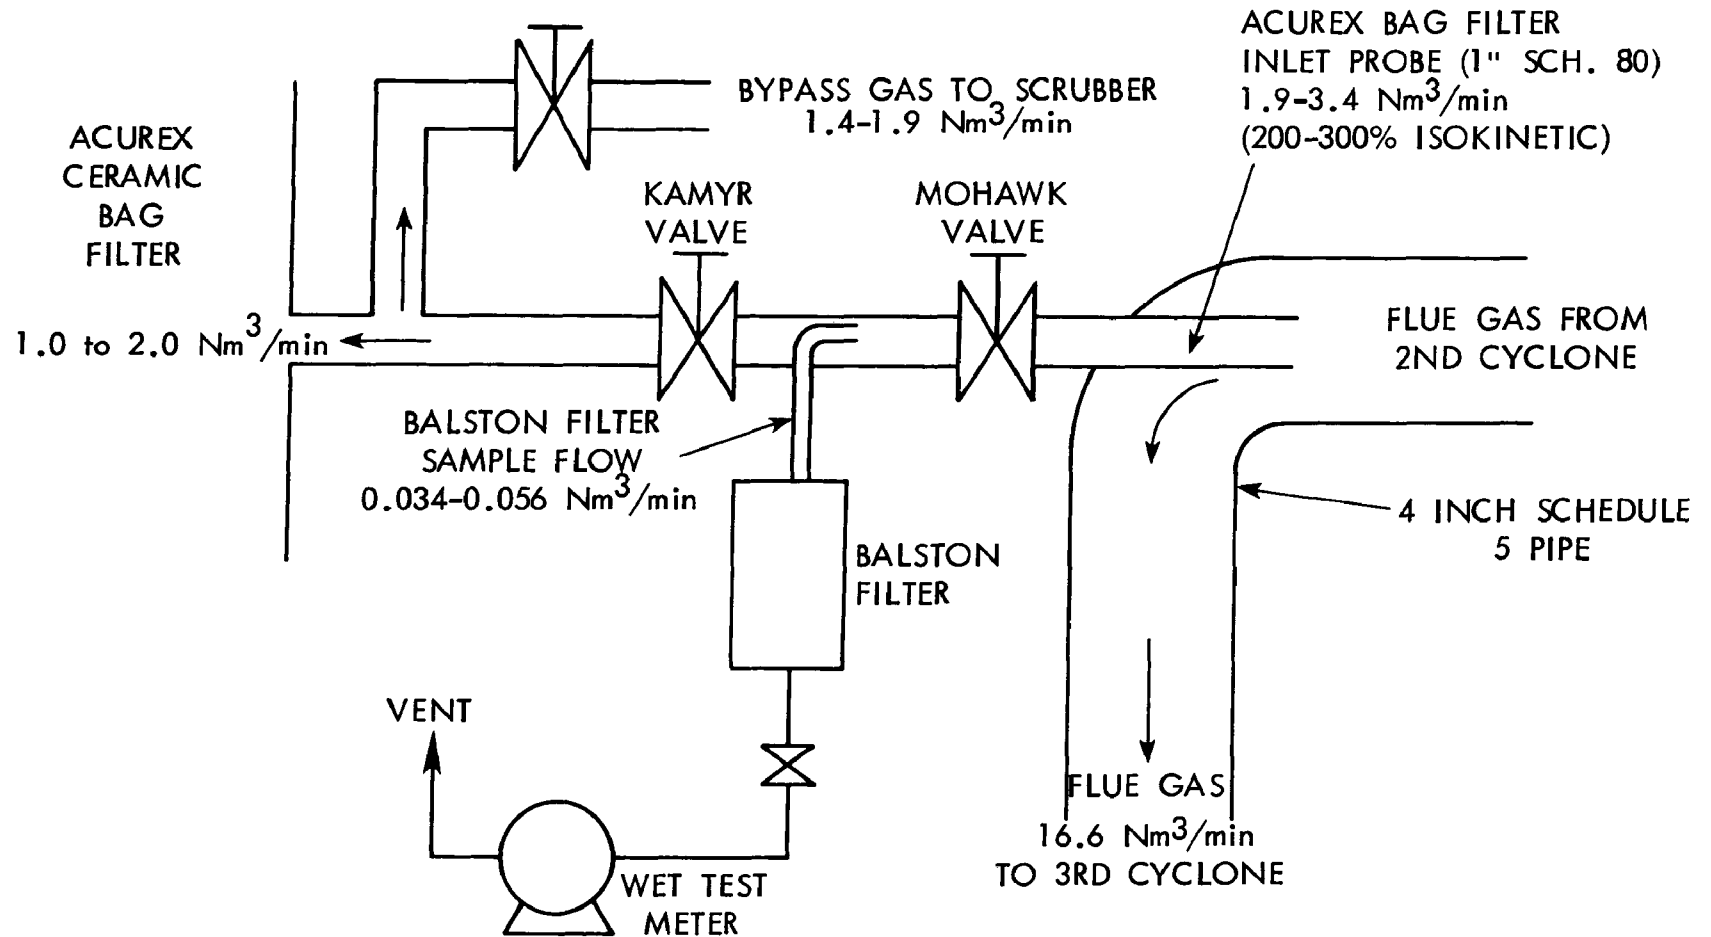 ACUREX BAG FILTER
INLET PROBE (1" SCH. 80)
1.9-3.4 Nm³/min
(200-300% ISOKINETIC)
BYPASS GAS TO SCRUBBER
1.4-1.9 Nm³/min
ACUREX
CERAMIC
BAG
FILTER
KAMYR
VALVE
MOHAWK
VALVE
1.0 to 2.0 Nm³/min
FLUE GAS FROM
2ND CYCLONE
BALSTON FILTER
SAMPLE FLOW
0.034-0.056 Nm³/min
4 INCH SCHEDULE
5 PIPE
BALSTON
FILTER
VENT
FLUE GAS
16.6 Nm³/min
TO 3RD CYCLONE
WET TEST
METER